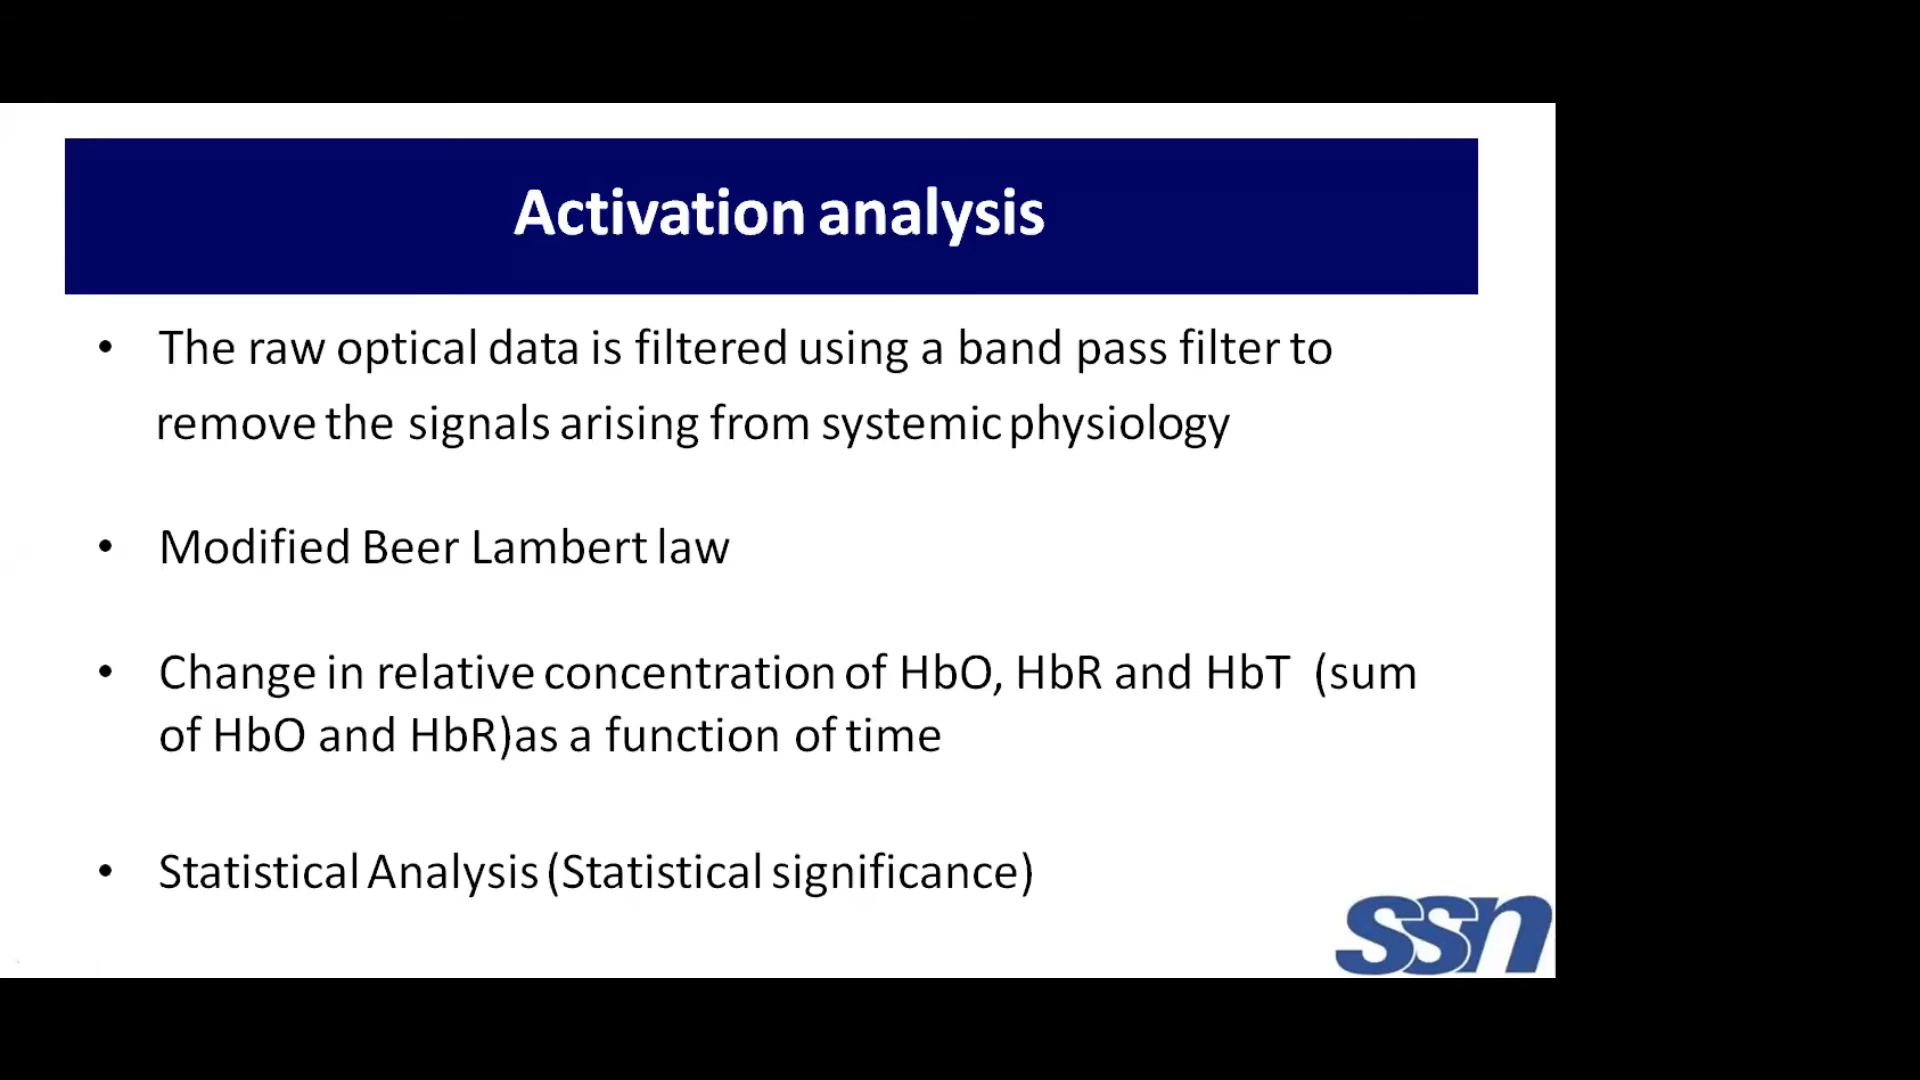 Activation analysis
• The raw optical data is filtered using a band pass filter to
remove the signals arising from systemic physiology
• Modified Beer Lambert law
• Change in relative concentration of HbO, HbR and HbT (sum
of HbO and HbR)as a function of time
• Statistical Analysis (Statistical significance)
ssn